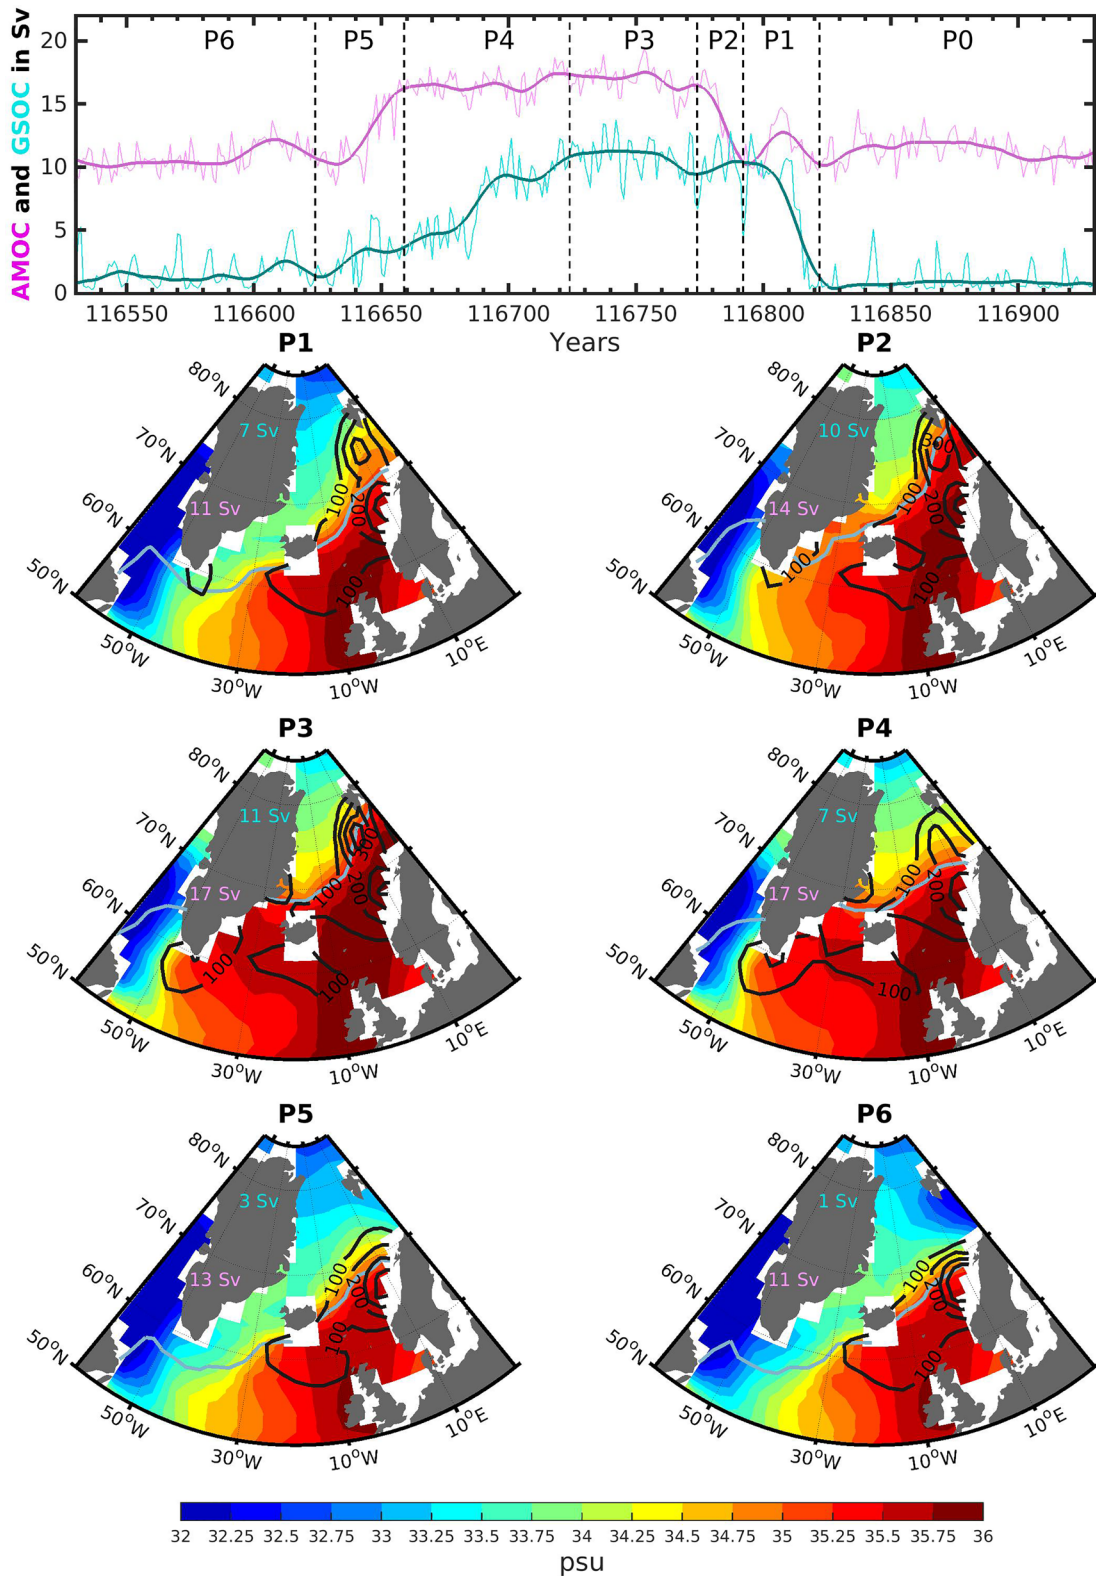 AMOC and GSOC in Sv
20
15
10
5
0
P6 P5 P4 P3 P2 P1 P0
116550 116600 116650 116700 116750 116800 116850 116900
Years
P1
80°N
70°N
60°N
50°N
50°W
30°W
10°W
10°E
7 Sv
11 Sv
100
200
100
P2
80°N
70°N
60°N
50°N
50°W
30°W
10°W
10°E
10 Sv
14 Sv
300
100
200
100
100
P3
80°N
70°N
60°N
50°N
50°W
30°W
10°W
10°E
11 Sv
17 Sv
300
100
200
100
100
P4
80°N
70°N
60°N
50°N
50°W
30°W
10°W
10°E
7 Sv
17 Sv
100
200
100
P5
80°N
70°N
60°N
50°N
50°W
30°W
10°W
10°E
3 Sv
13 Sv
100
200
100
P6
80°N
70°N
60°N
50°N
50°W
30°W
10°W
10°E
1 Sv
11 Sv
100
200
100
32 32.25 32.5 32.75 33 33.25 33.5 33.75 34 34.25 34.5 34.75 35 35.25 35.5 35.75 36
psu